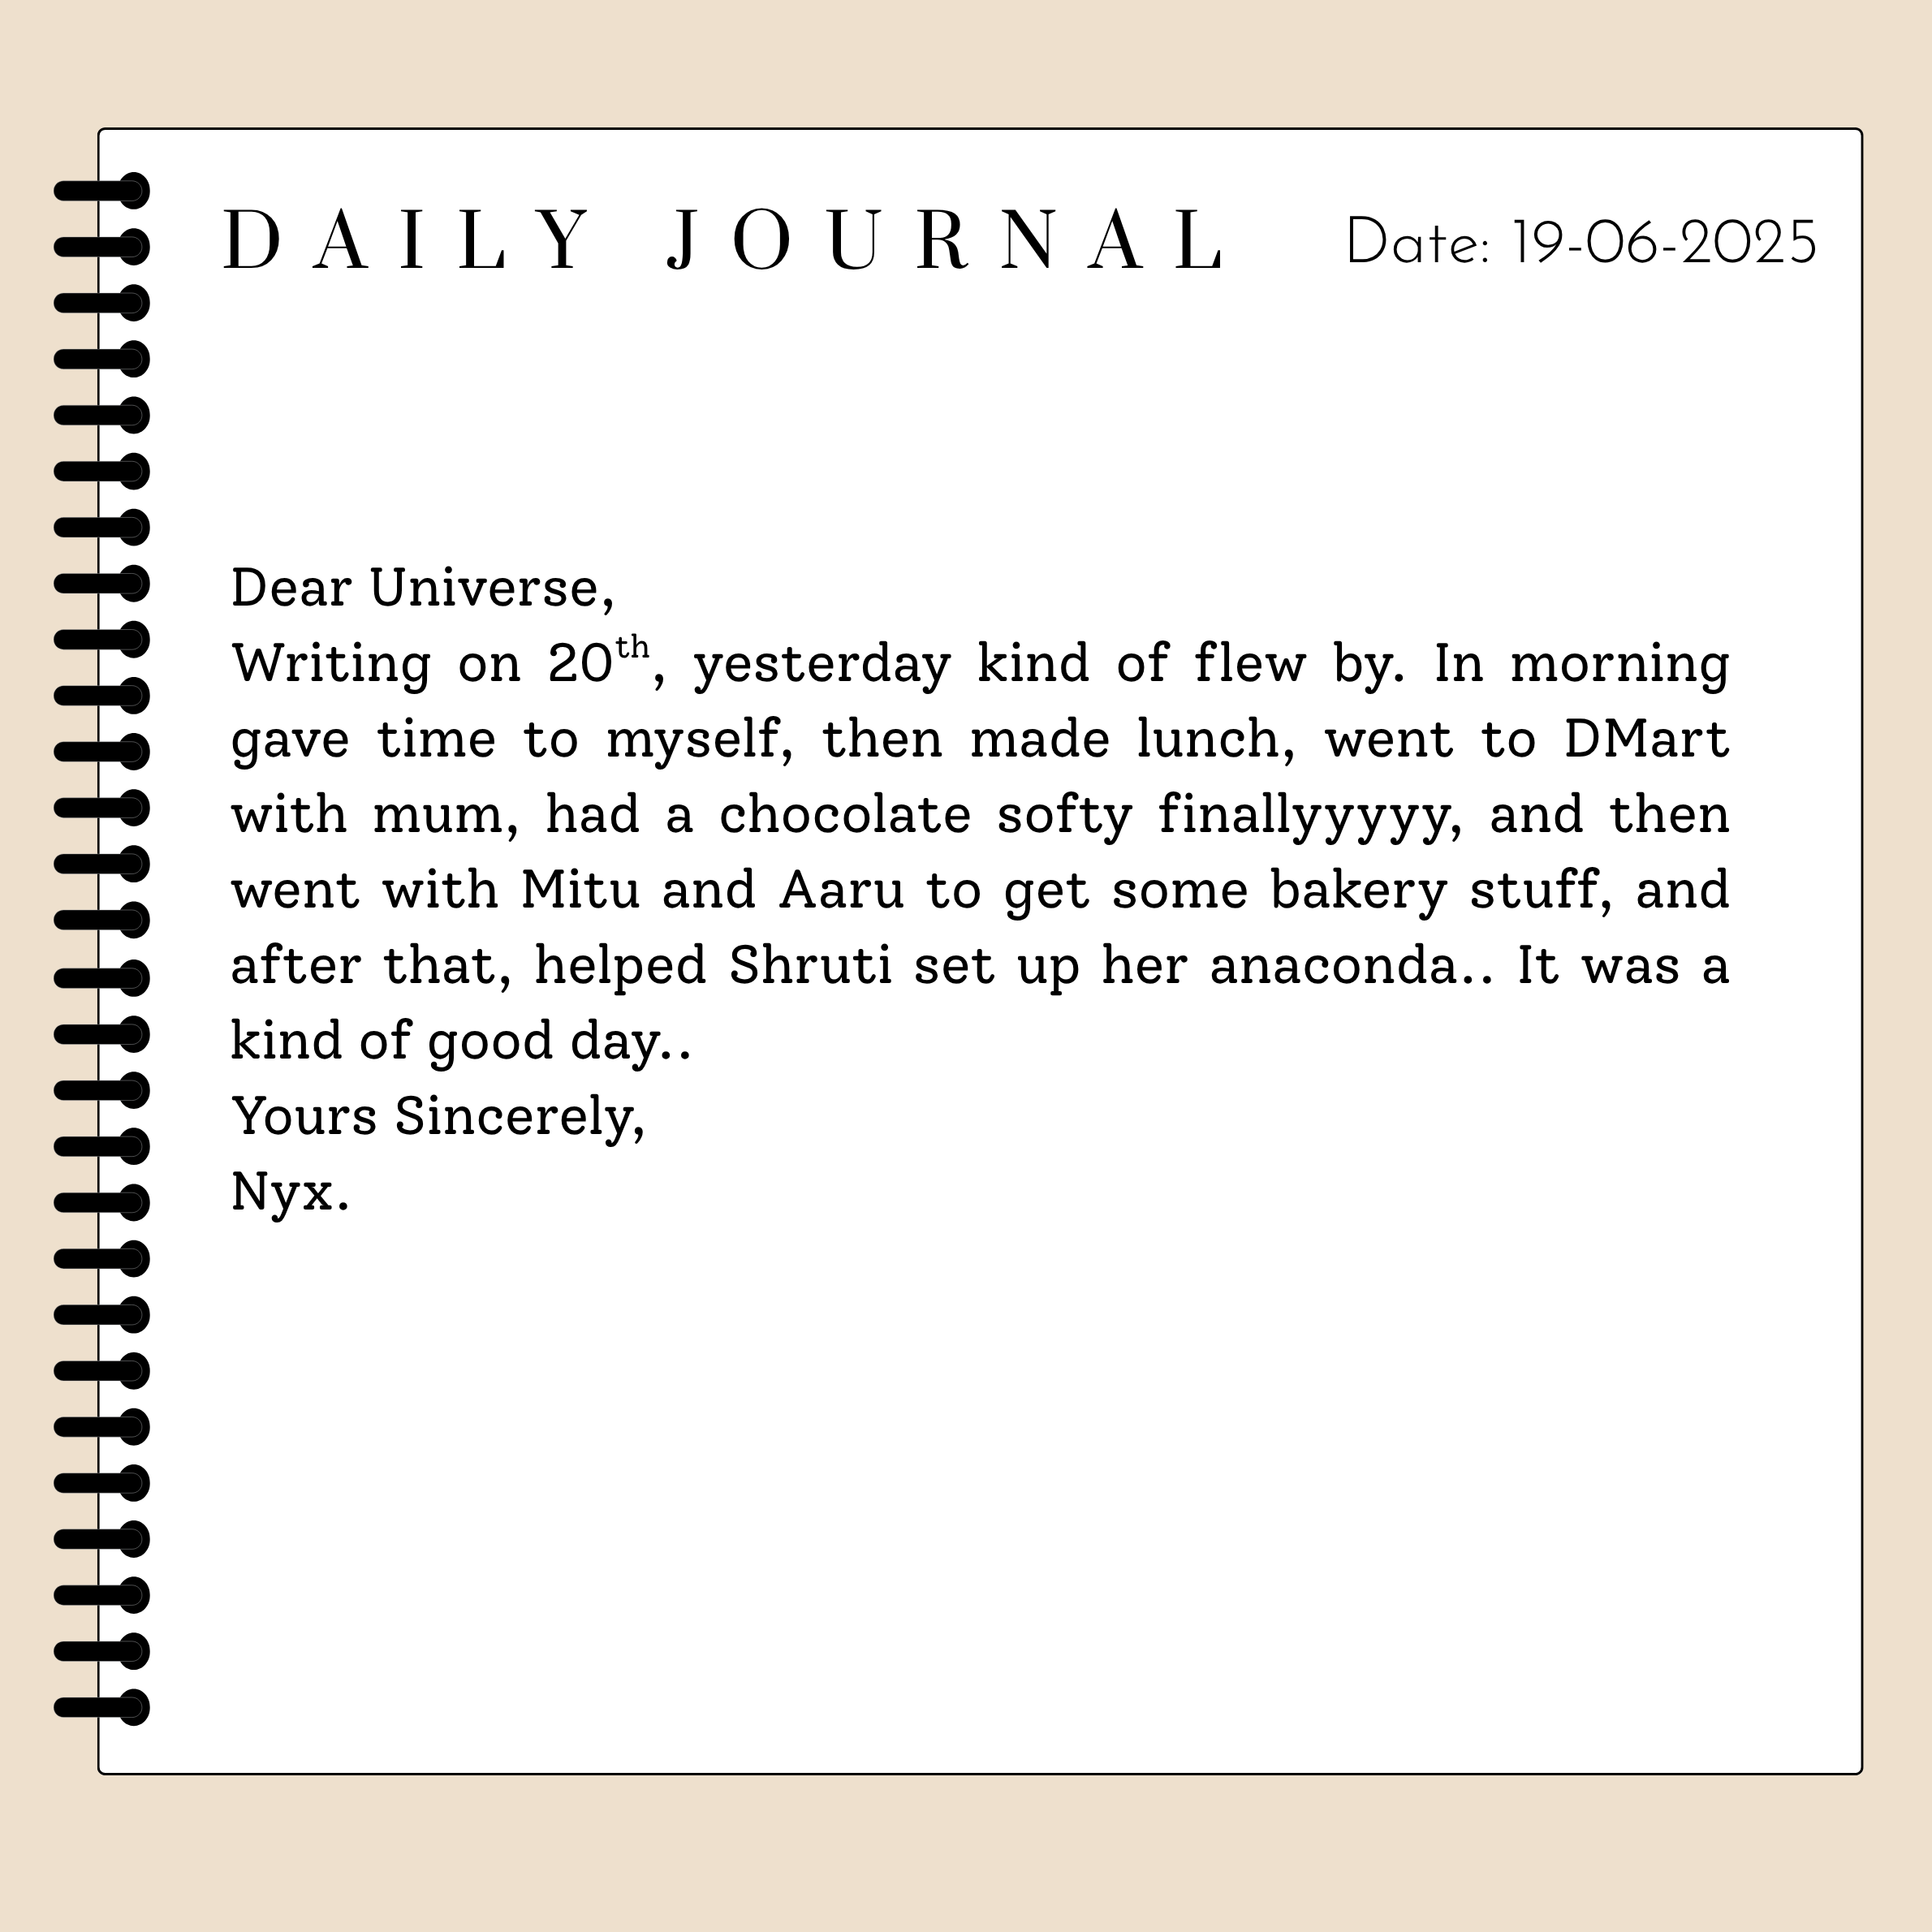 DAILY JOURNAL Date: 19-06-2025
Dear Universe,
Writing on 20th, yesterday kind of flew by. In morning
gave time to myself, then made lunch, went to DMart
with mum, had a chocolate softy finallyyyyyy, and then
went with Mitu and Aaru to get some bakery stuff, and
after that, helped Shruti set up her anaconda.. It was a
kind of good day..
Yours Sincerely,
Nyx.